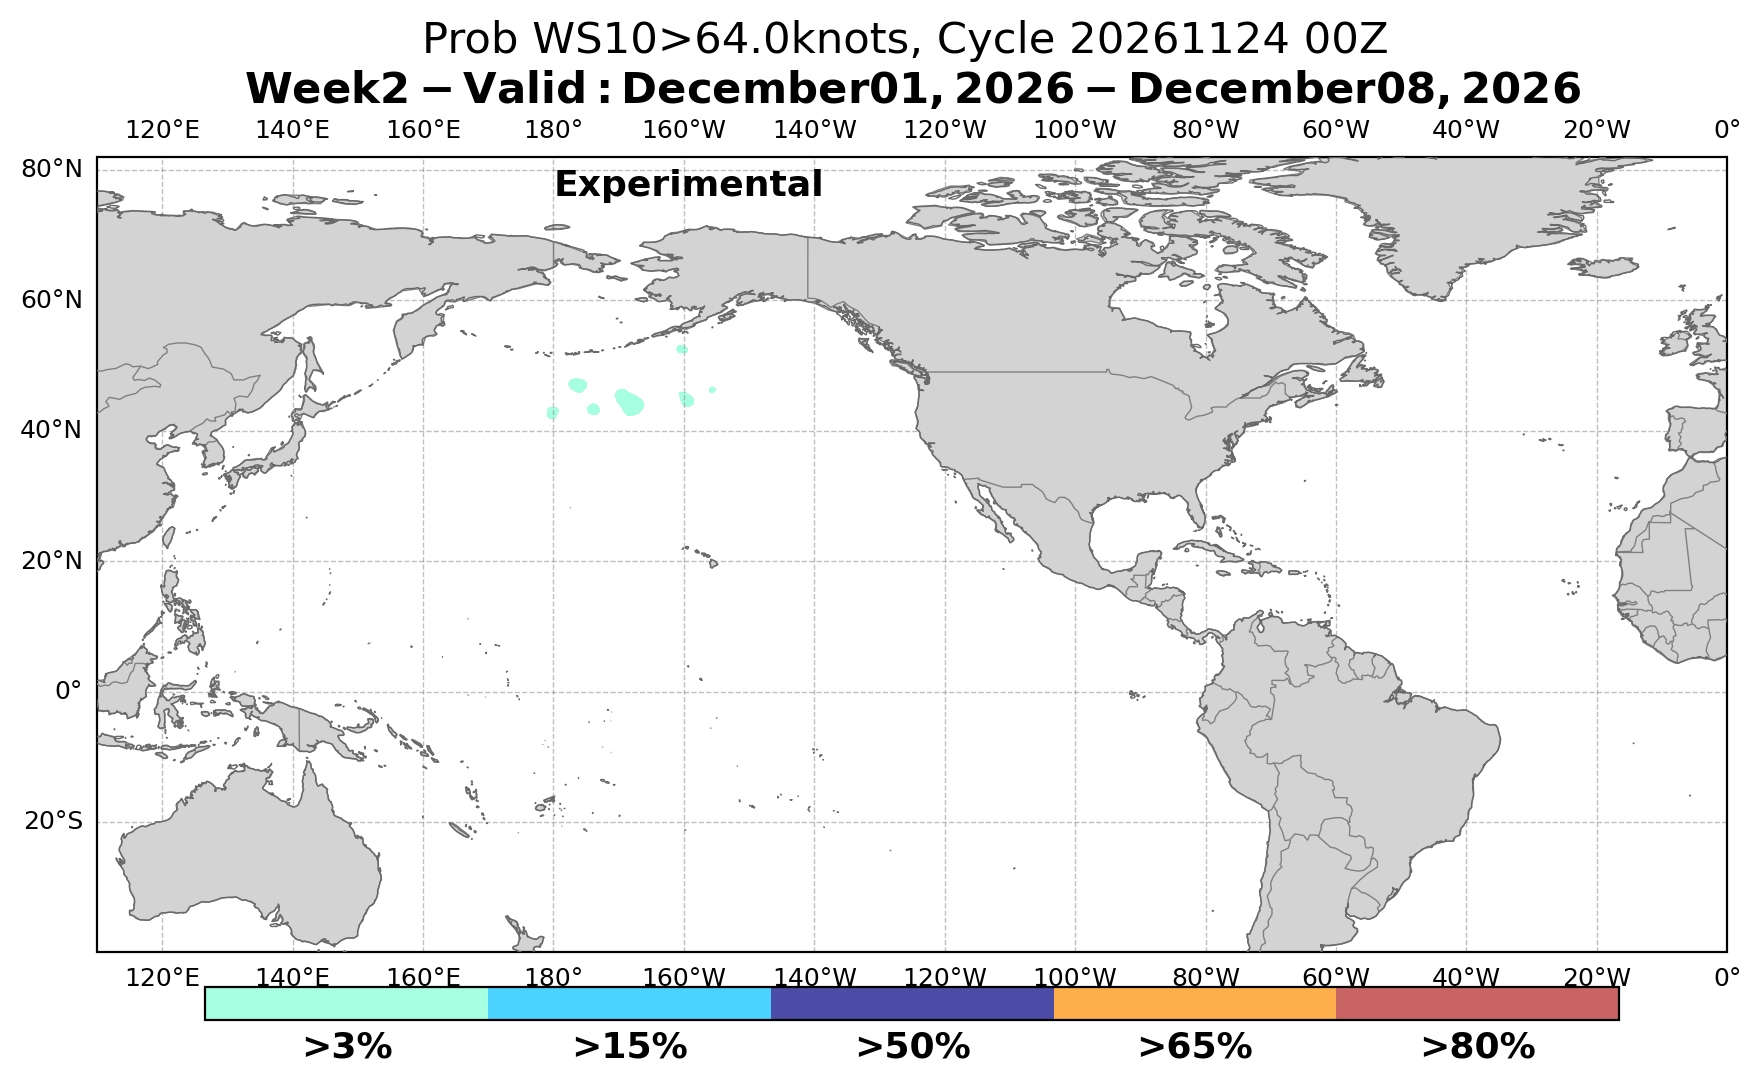 Prob WS10>64.0knots, Cycle 20261124 00Z
Week2 − Valid : December01, 2026 − December08, 2026
120°E 140°E 160°E 180° 160°W 140°W 120°W 100°W 80°W 60°W 40°W 20°W 0°
80°N
Experimental
60°N
40°N
20°N
0°
20°S
120°E 140°E 160°E 180° 160°W 140°W 120°W 100°W 80°W 60°W 40°W 20°W 0°
>3% >15% >50% >65% >80%